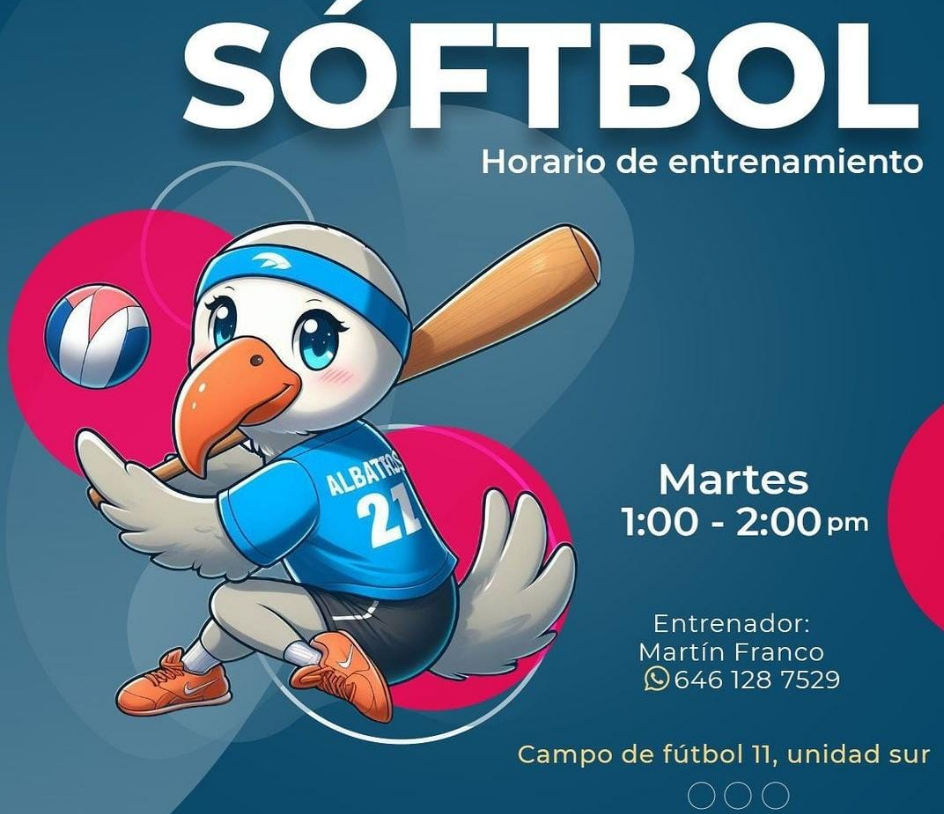 SÓFTBOL
Horario de entrenamiento
ALBATROS
21
Martes
1:00 - 2:00 pm
Entrenador:
Martín Franco
646 128 7529
Campo de fútbol 11, unidad sur